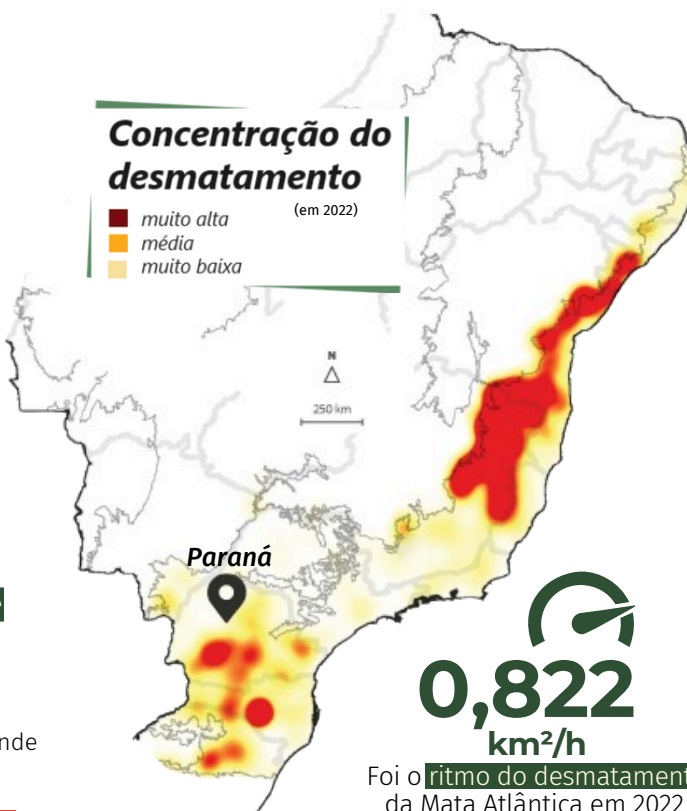 Concentração do
desmatamento
(em 2022)
muito alta
média
muito baixa
N
250 km
Paraná
0,822
km²/h
nde
Foi o ritmo do desmatament
da Mata Atlântica em 2022